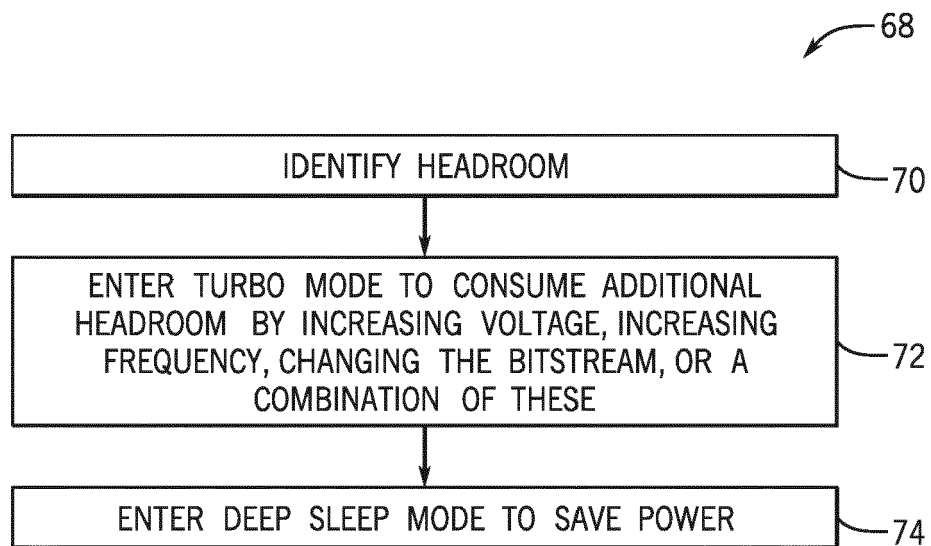 68
IDENTIFY HEADROOM
70
ENTER TURBO MODE TO CONSUME ADDITIONAL
HEADROOM BY INCREASING VOLTAGE, INCREASING
FREQUENCY, CHANGING THE BITSTREAM, OR A
COMBINATION OF THESE
72
ENTER DEEP SLEEP MODE TO SAVE POWER
74